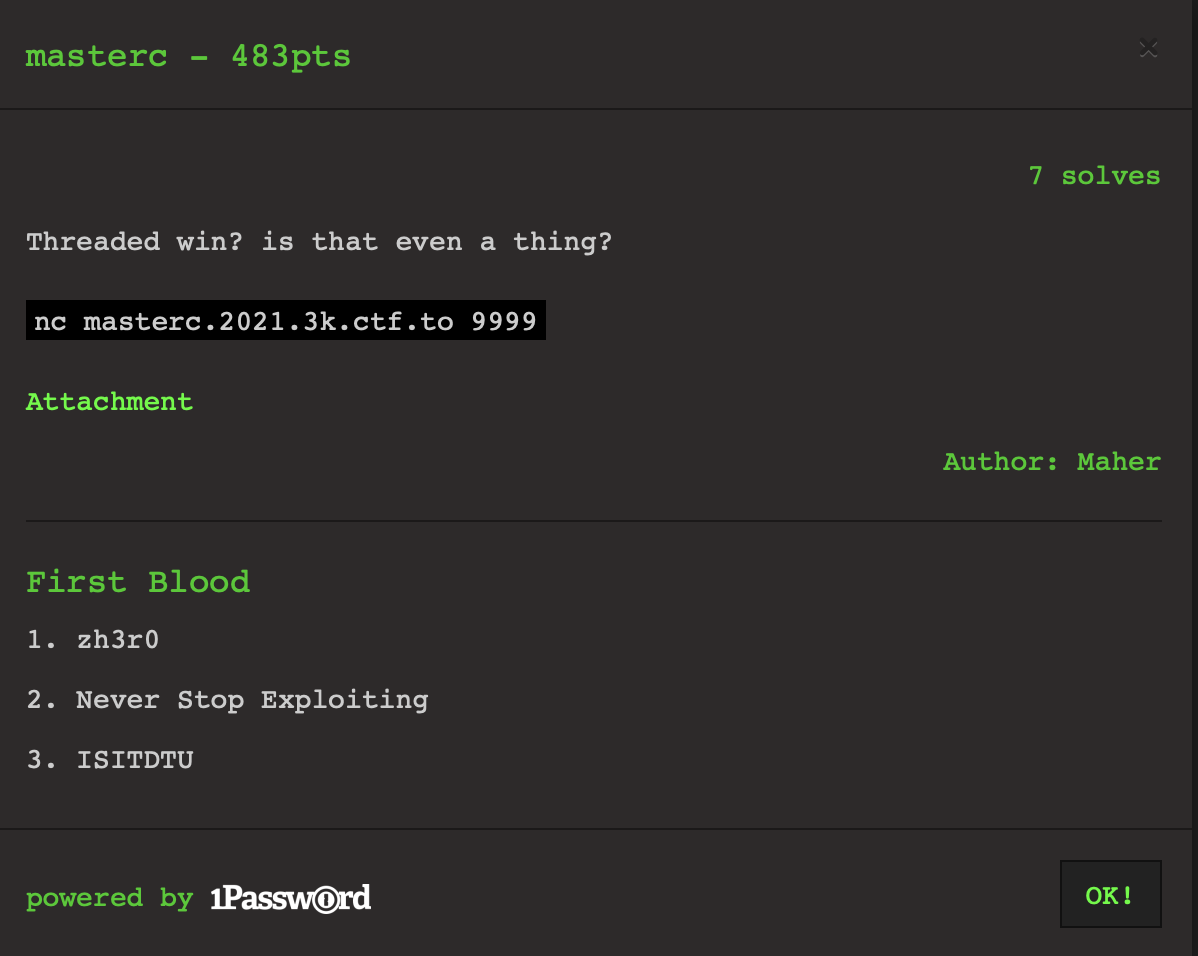 masterc - 483pts
×
7 solves
Threaded win? is that even a thing?
nc masterc.2021.3k.ctf.to 9999
Attachment
Author: Maher
First Blood
1. zh3r0
2. Never Stop Exploiting
3. ISITDTU
powered by 1Password
OK!